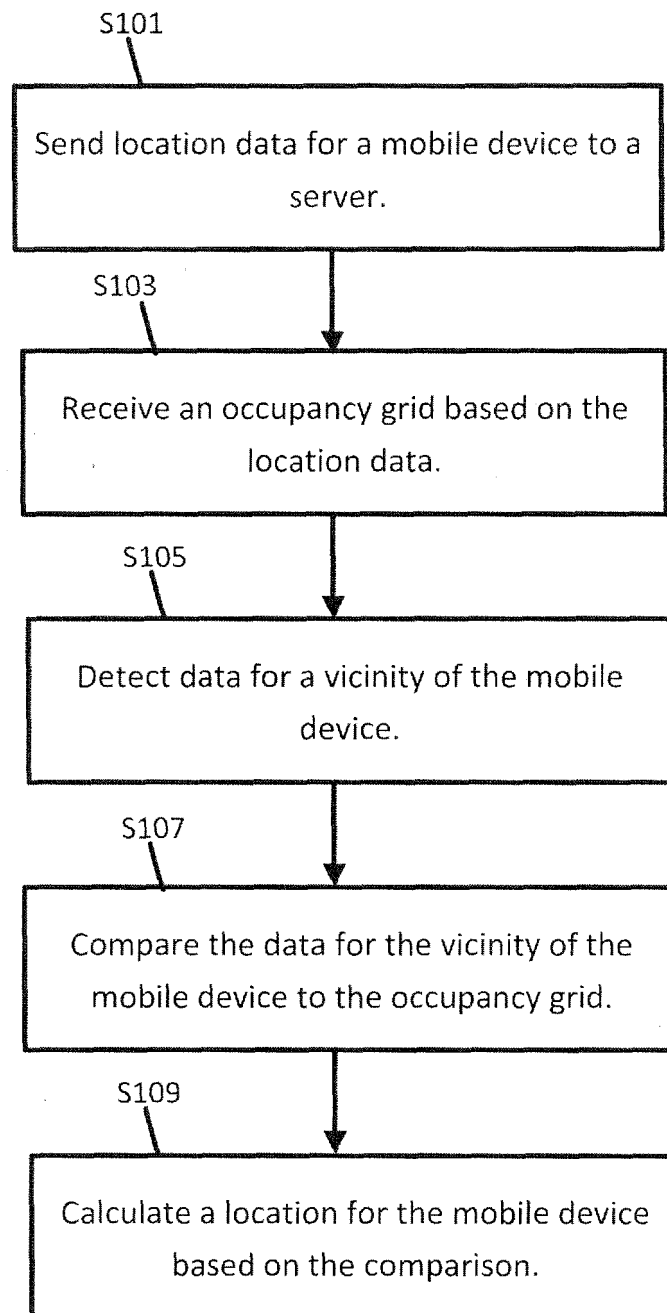 S101
Send location data for a mobile device to a
server.
S103
Receive an occupancy grid based on the
location data.
S105
Detect data for a vicinity of the mobile
device.
S107
Compare the data for the vicinity of the
mobile device to the occupancy grid.
S109
Calculate a location for the mobile device
based on the comparison.